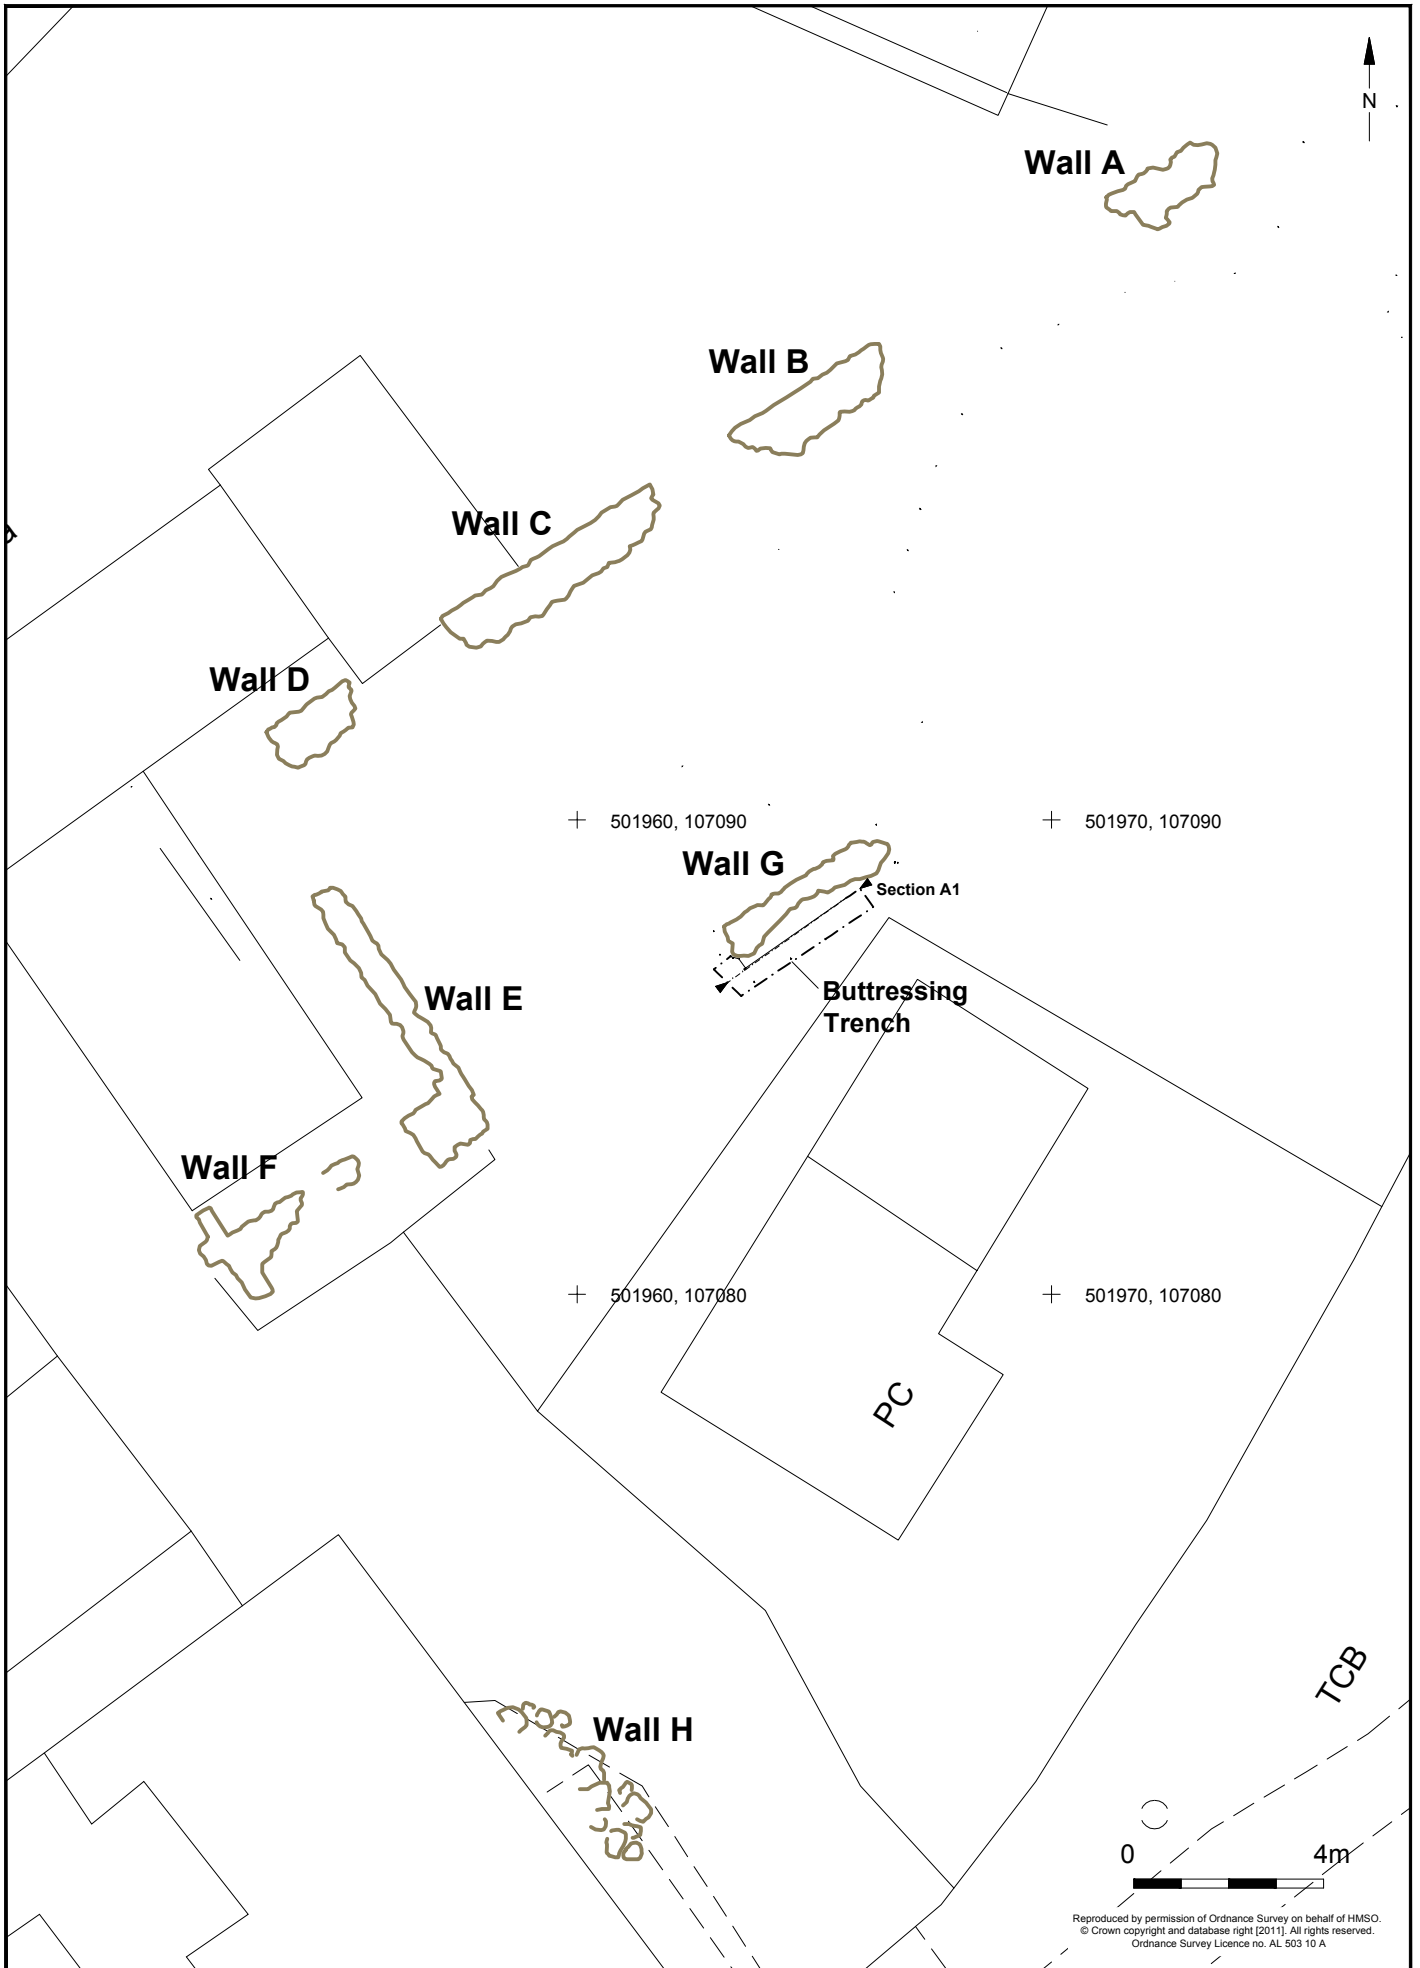 N
Wall A
Wall B
Wall C
Wall D
501960, 107090
501970, 107090
Wall G
Section A1
Wall E
Buttressing
Trench
Wall F
501960, 107080
501970, 107080
PC
TCB
Wall H
0 4m
Reproduced by permission of Ordnance Survey on behalf of HMSO.
© Crown copyright and database right [2011]. All rights reserved.
Ordnance Survey Licence no. AL 503 10 A